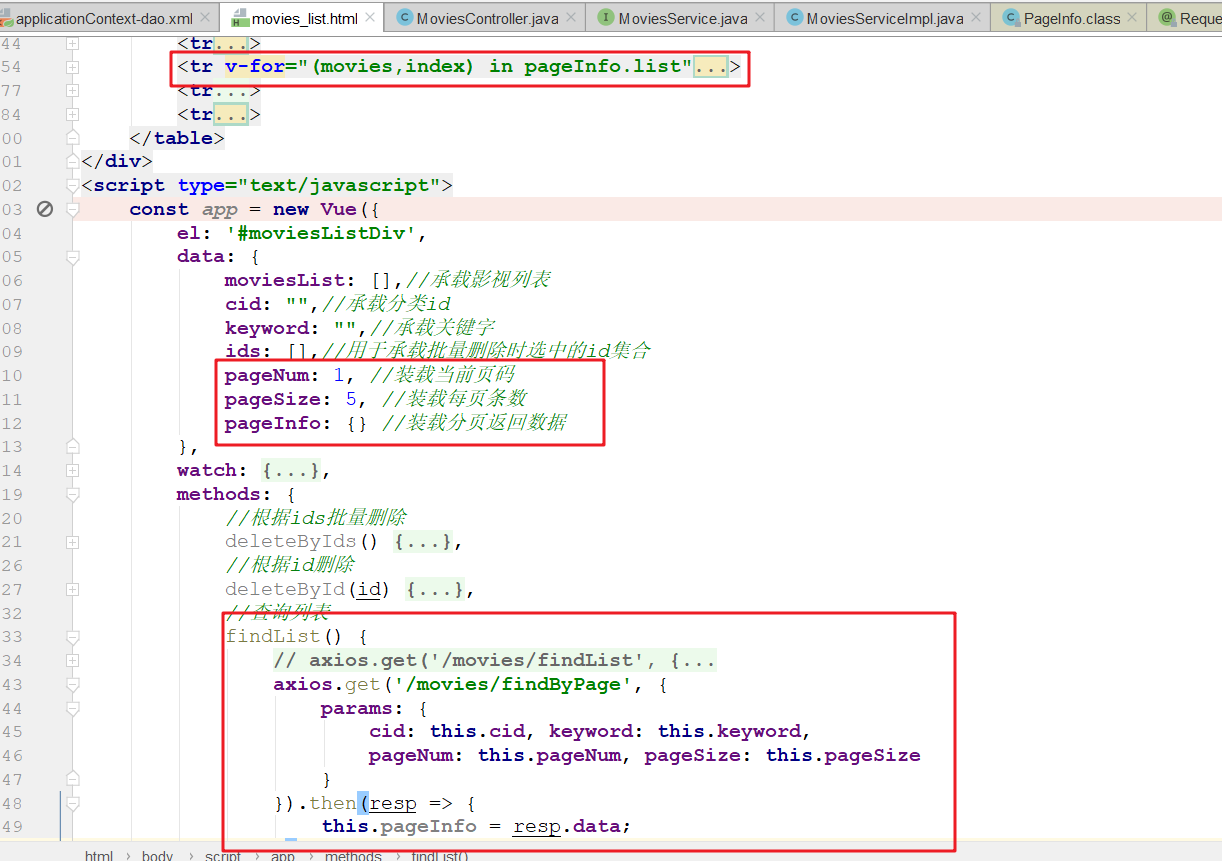 applicationContext-dao.xml movies_list.html MoviesController.java MoviesService.java MoviesServiceImpl.java PageInfo.class Reque
44 <tr...>
54 <tr v-for="(movies,index) in pageInfo.list"...>
77 <tr...>
84 <tr...>
00 </table>
01 </div>
02 <script type="text/javascript">
03 const app = new Vue({
04 el: '#moviesListDiv',
05 data: {
06 moviesList: [],//承载影视列表
07 cid: "",//承载分类id
08 keyword: "",//承载关键字
09 ids: [],//用于承载批量删除时选中的id集合
10 pageNum: 1, //装载当前页码
11 pageSize: 5, //装载每页条数
12 pageInfo: {} //装载分页返回数据
13 },
14 watch: {...},
19 methods: {
20 //根据ids批量删除
21 deleteByIds() {...},
26 //根据id删除
27 deleteById(id) {...},
32 //查询列表
33 findList() {
34 // axios.get('/movies/findList', {...
43 axios.get('/movies/findByPage', {
44 params: {
45 cid: this.cid, keyword: this.keyword,
46 pageNum: this.pageNum, pageSize: this.pageSize
47 }
48 }).then(resp => {
49 this.pageInfo = resp.data;
html › body › script › app › methods › findList()